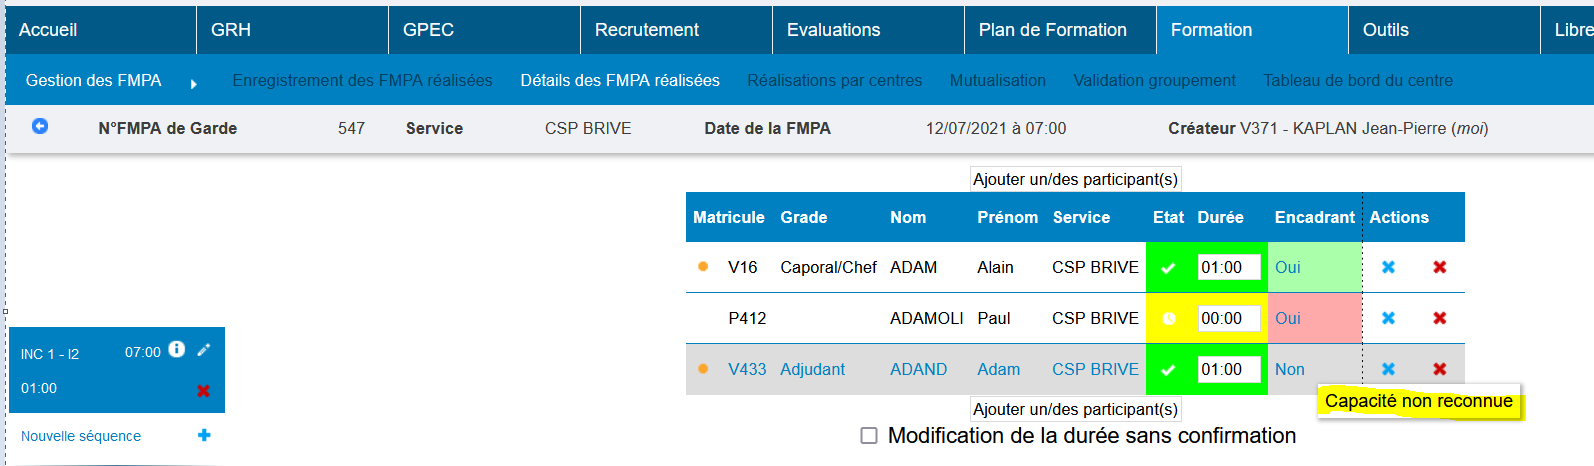 Accueil GRH GPEC Recrutement Evaluations Plan de Formation Formation Outils Libre
Gestion des FMPA Enregistrement des FMPA réalisées Détails des FMPA réalisées Réalisations par centres Mutualisation Validation groupement Tableau de bord du centre
N°FMPA de Garde 547 Service CSP BRIVE Date de la FMPA 12/07/2021 à 07:00 Créateur V371 - KAPLAN Jean-Pierre (moi)
Ajouter un/des participant(s)
Matricule Grade Nom Prénom Service Etat Durée Encadrant Actions
V16 Caporal/Chef ADAM Alain CSP BRIVE 01:00 Oui
P412 ADAMOLI Paul CSP BRIVE 00:00 Oui
V433 Adjudant ADAND Adam CSP BRIVE 01:00 Non
Capacité non reconnue
Ajouter un/des participant(s)
Modification de la durée sans confirmation
INC 1 - I2 07:00
01:00
Nouvelle séquence